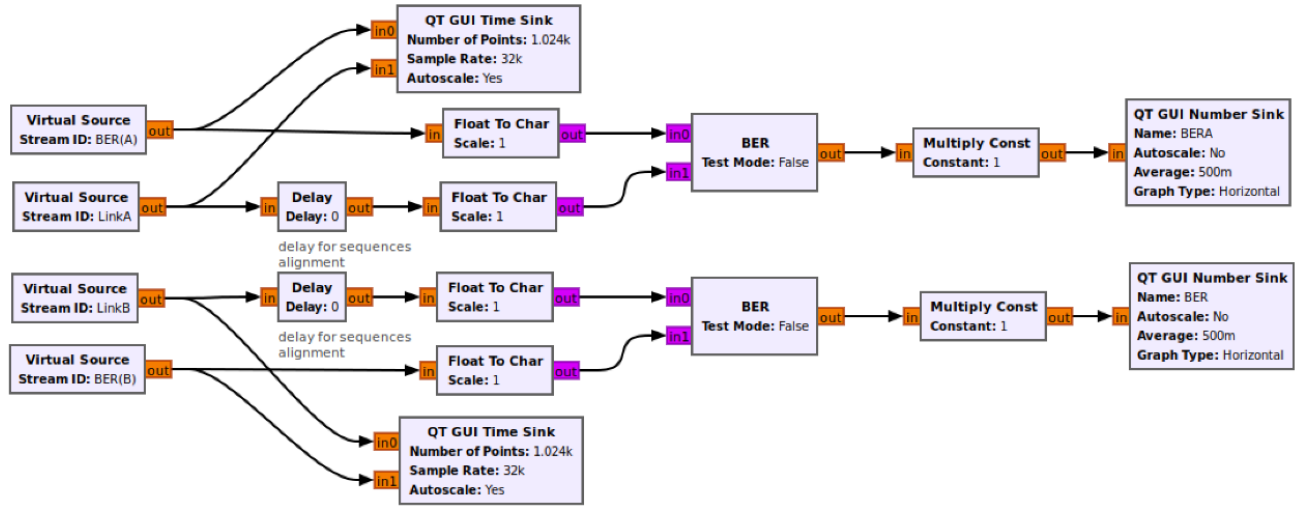 QT GUI Time Sink
in0
Number of Points: 1.024k
Sample Rate: 32k
in1
Autoscale: Yes
Virtual Source
Stream ID: BER(A)
out
in
Float To Char
Scale: 1
out
in0
BER
Test Mode: False
in1
out
in
Multiply Const
Constant: 1
out
in
QT GUI Number Sink
Name: BERA
Autoscale: No
Average: 500m
Graph Type: Horizontal
Virtual Source
Stream ID: LinkA
out
in
Delay
Delay: 0
out
in
Float To Char
Scale: 1
out
delay for sequences
alignment
Virtual Source
Stream ID: LinkB
out
in
Delay
Delay: 0
out
in
Float To Char
Scale: 1
out
in0
BER
Test Mode: False
in1
out
in
Multiply Const
Constant: 1
out
in
QT GUI Number Sink
Name: BER
Autoscale: No
Average: 500m
Graph Type: Horizontal
delay for sequences
alignment
Virtual Source
Stream ID: BER(B)
out
in
Float To Char
Scale: 1
out
QT GUI Time Sink
in0
Number of Points: 1.024k
Sample Rate: 32k
in1
Autoscale: Yes